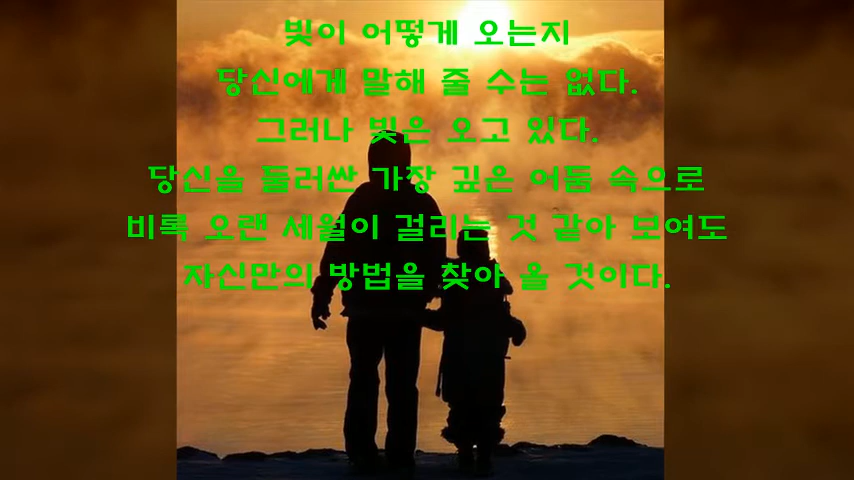 빛이 어떻게 오는지
당신에게 말해 줄 수는 없다.
그러나 빛은 오고 있다.
당신을 둘러싼 가장 깊은 어둠 속으로
비록 오랜 세월이 걸리는 것 같아 보여도
자신만의 방법을 찾아 올 것이다.